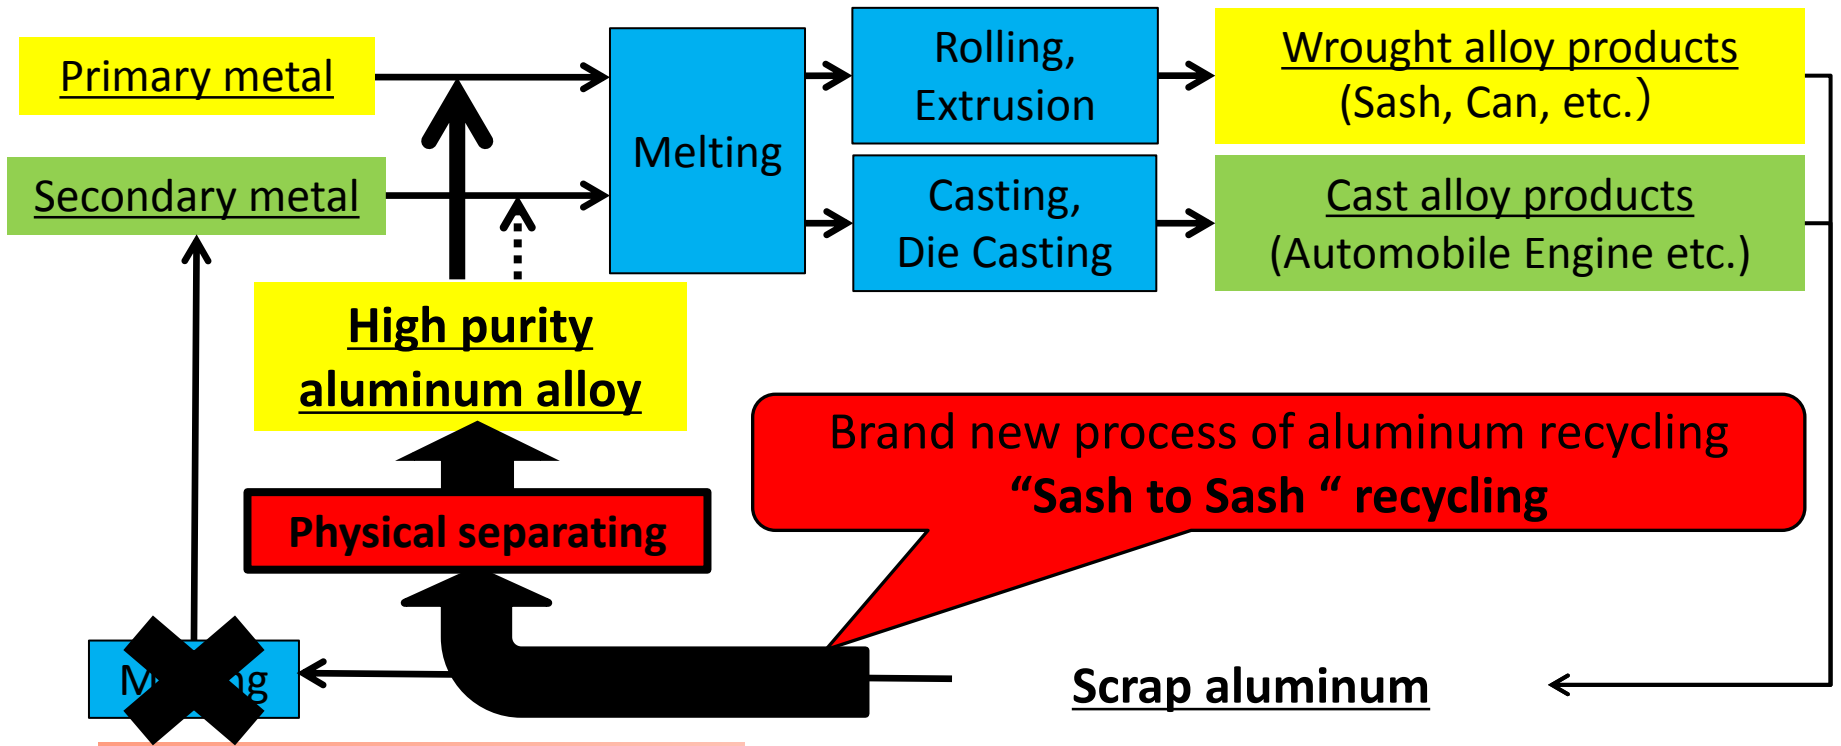 Primary metal
Secondary metal
Melting
Rolling,
Extrusion
Casting,
Die Casting
Wrought alloy products
(Sash, Can, etc.）
Cast alloy products
(Automobile Engine etc.)
High purity
aluminum alloy
Physical separating
Brand new process of aluminum recycling
“Sash to Sash “ recycling
Scrap aluminum